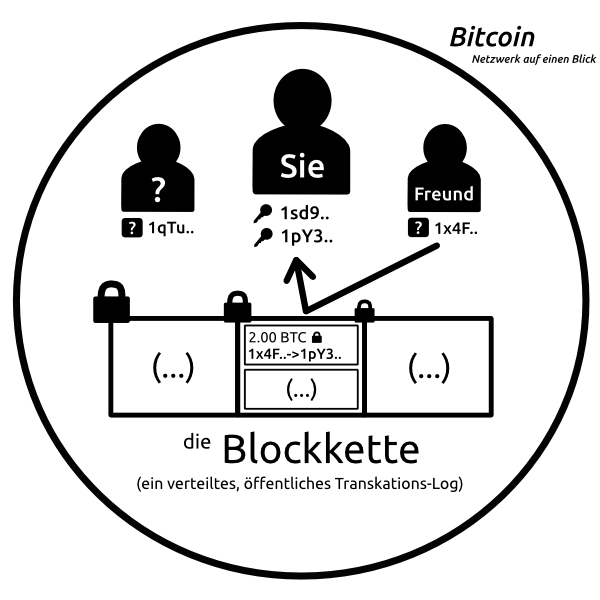 Bitcoin
Netzwerk auf einen Blick
Sie
?
Freund
? 1qTu..
1sd9..
1pY3..
? 1x4F..
2.00 BTC
1x4F..->1pY3..
(...)
(...)
(...)
die Blockkette
(ein verteiltes, öffentliches Transkations-Log)